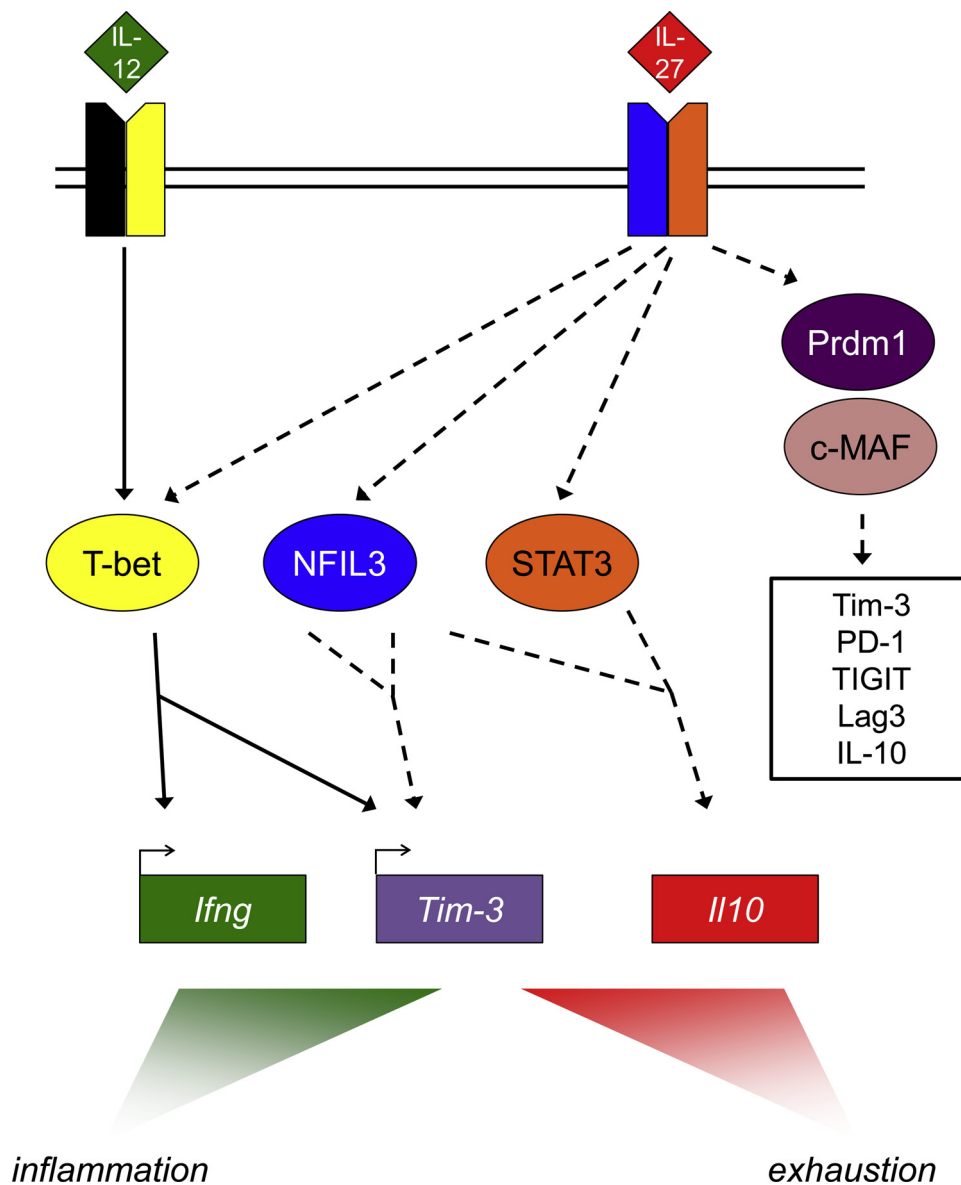 IL-
12
IL-
27
Prdm1
c-MAF
T-bet
NFIL3
STAT3
Tim-3
PD-1
TIGIT
Lag3
IL-10
Ifng
Tim-3
Il10
inflammation
exhaustion